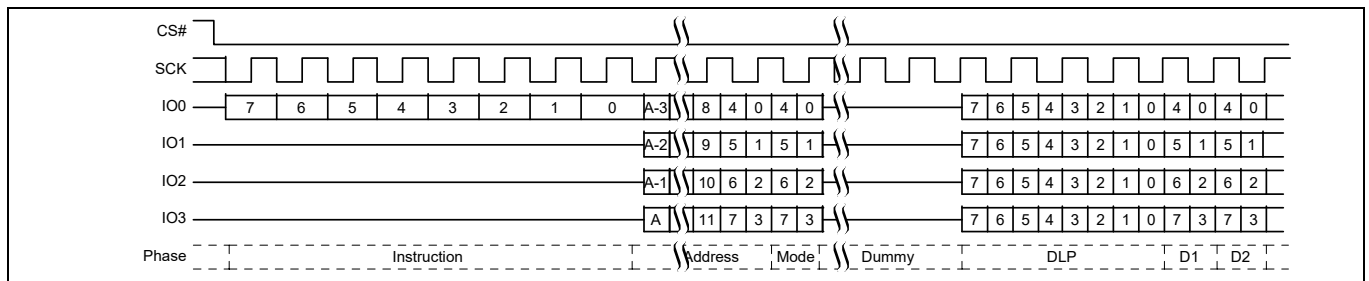 CS#
SCK
IO0 7 6 5 4 3 2 1 0 A-3 8 4 0 4 0 7 6 5 4 3 2 1 0 4 0 4 0
IO1 A-2 9 5 1 5 1 7 6 5 4 3 2 1 0 5 1 5 1
IO2 A-1 10 6 2 6 2 7 6 5 4 3 2 1 0 6 2 6 2
IO3 A 11 7 3 7 3 7 6 5 4 3 2 1 0 7 3 7 3
Phase Instruction Address Mode Dummy DLP D1 D2